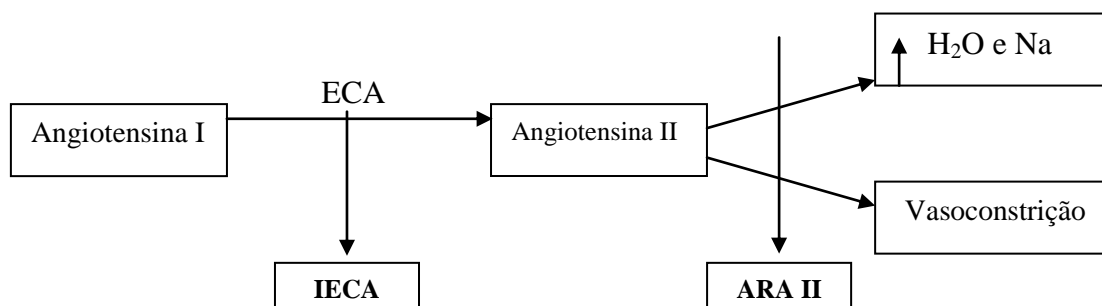 H₂O e Na
ECA
Angiotensina I
Angiotensina II
Vasoconstrição
IECA
ARA II